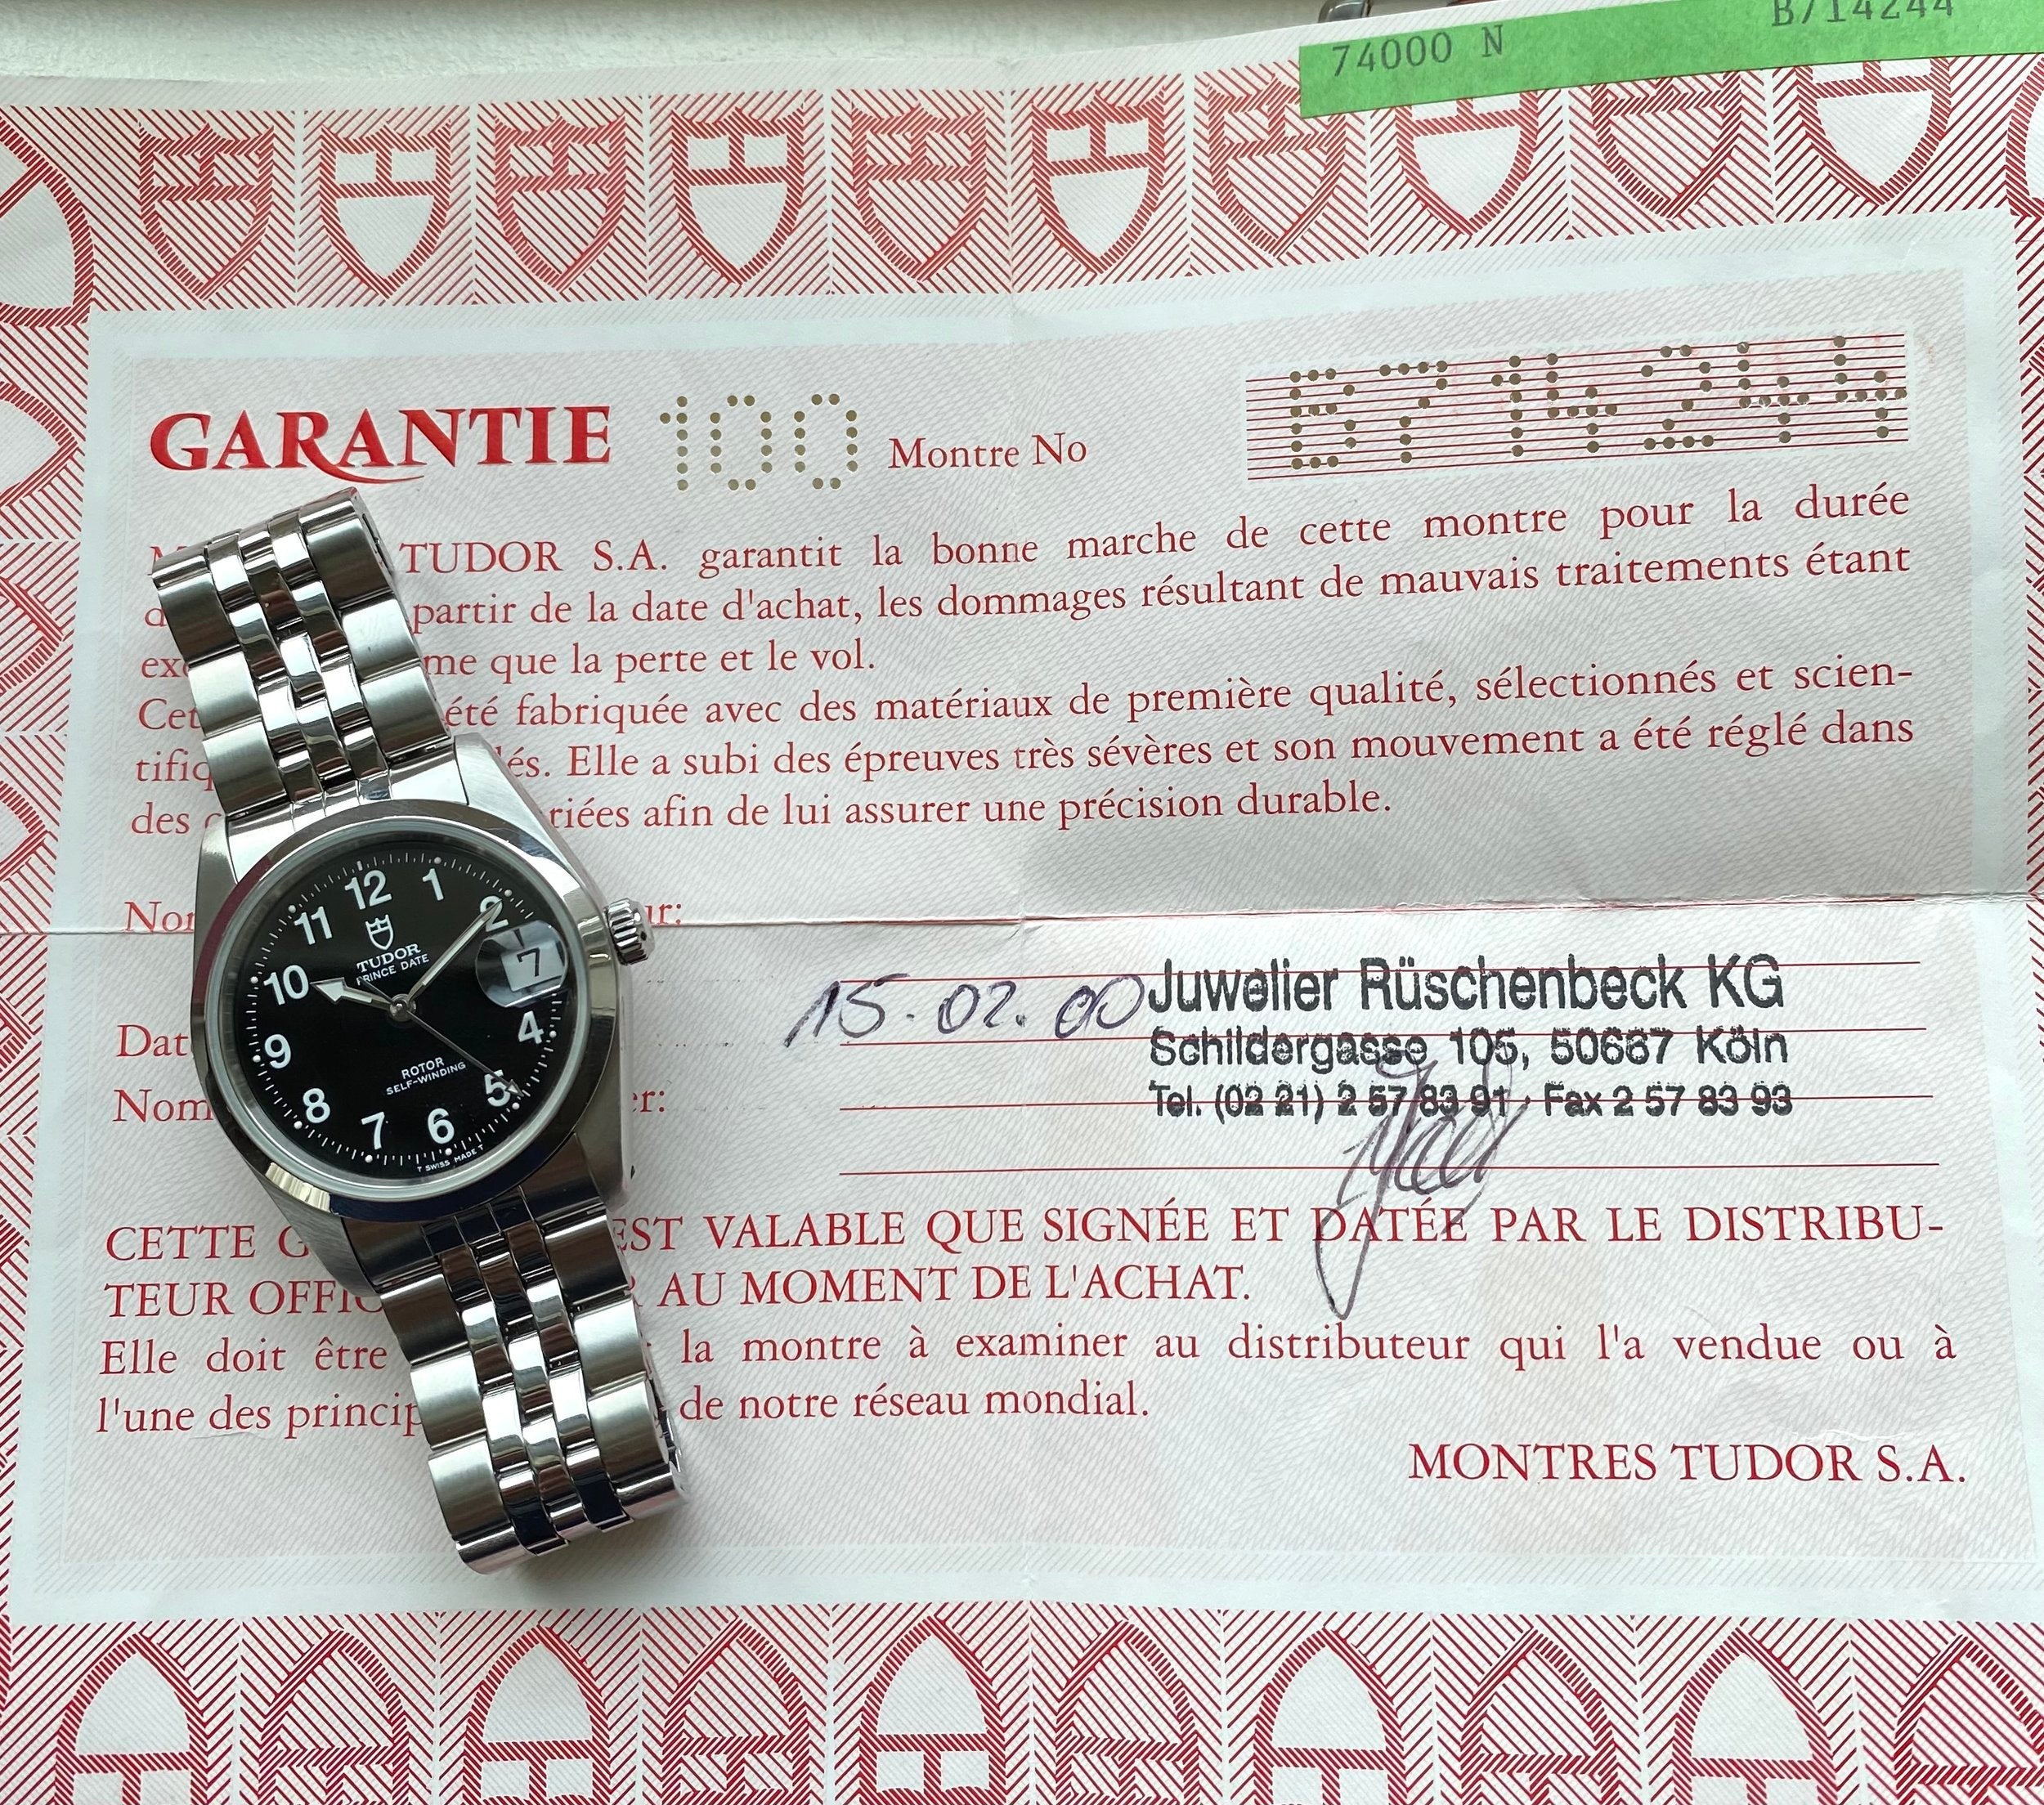 74000 N B714244
GARANTIE 100 Montre No B714244
TUDOR S.A. garantit la bonne marche de cette montre pour la durée
partir de la date d'achat, les dommages résultant de mauvais traitements étant
que la perte et le vol.
été fabriquée avec des matériaux de première qualité, sélectionnés et scien-
Elle a subi des épreuves très sévères et son mouvement a été réglé dans
des afin de lui assurer une précision durable.
15.02.00
Juwelier Rüschenbeck KG
Schildergasse 105, 50667 Köln
Tel. (02 21) 2 57 83 91 · Fax 2 57 83 93
CETTE EST VALABLE QUE SIGNÉE ET DATÉE PAR LE DISTRIBU-
TEUR AU MOMENT DE L'ACHAT.
Elle doit être la montre à examiner au distributeur qui l'a vendue ou à
l'une des de notre réseau mondial.
MONTRES TUDOR S.A.
12 1 2 4 5 6 7 8 9 10 11
TUDOR
PRINCE DATE
7
ROTOR
SELF-WINDING
T SWISS MADE T